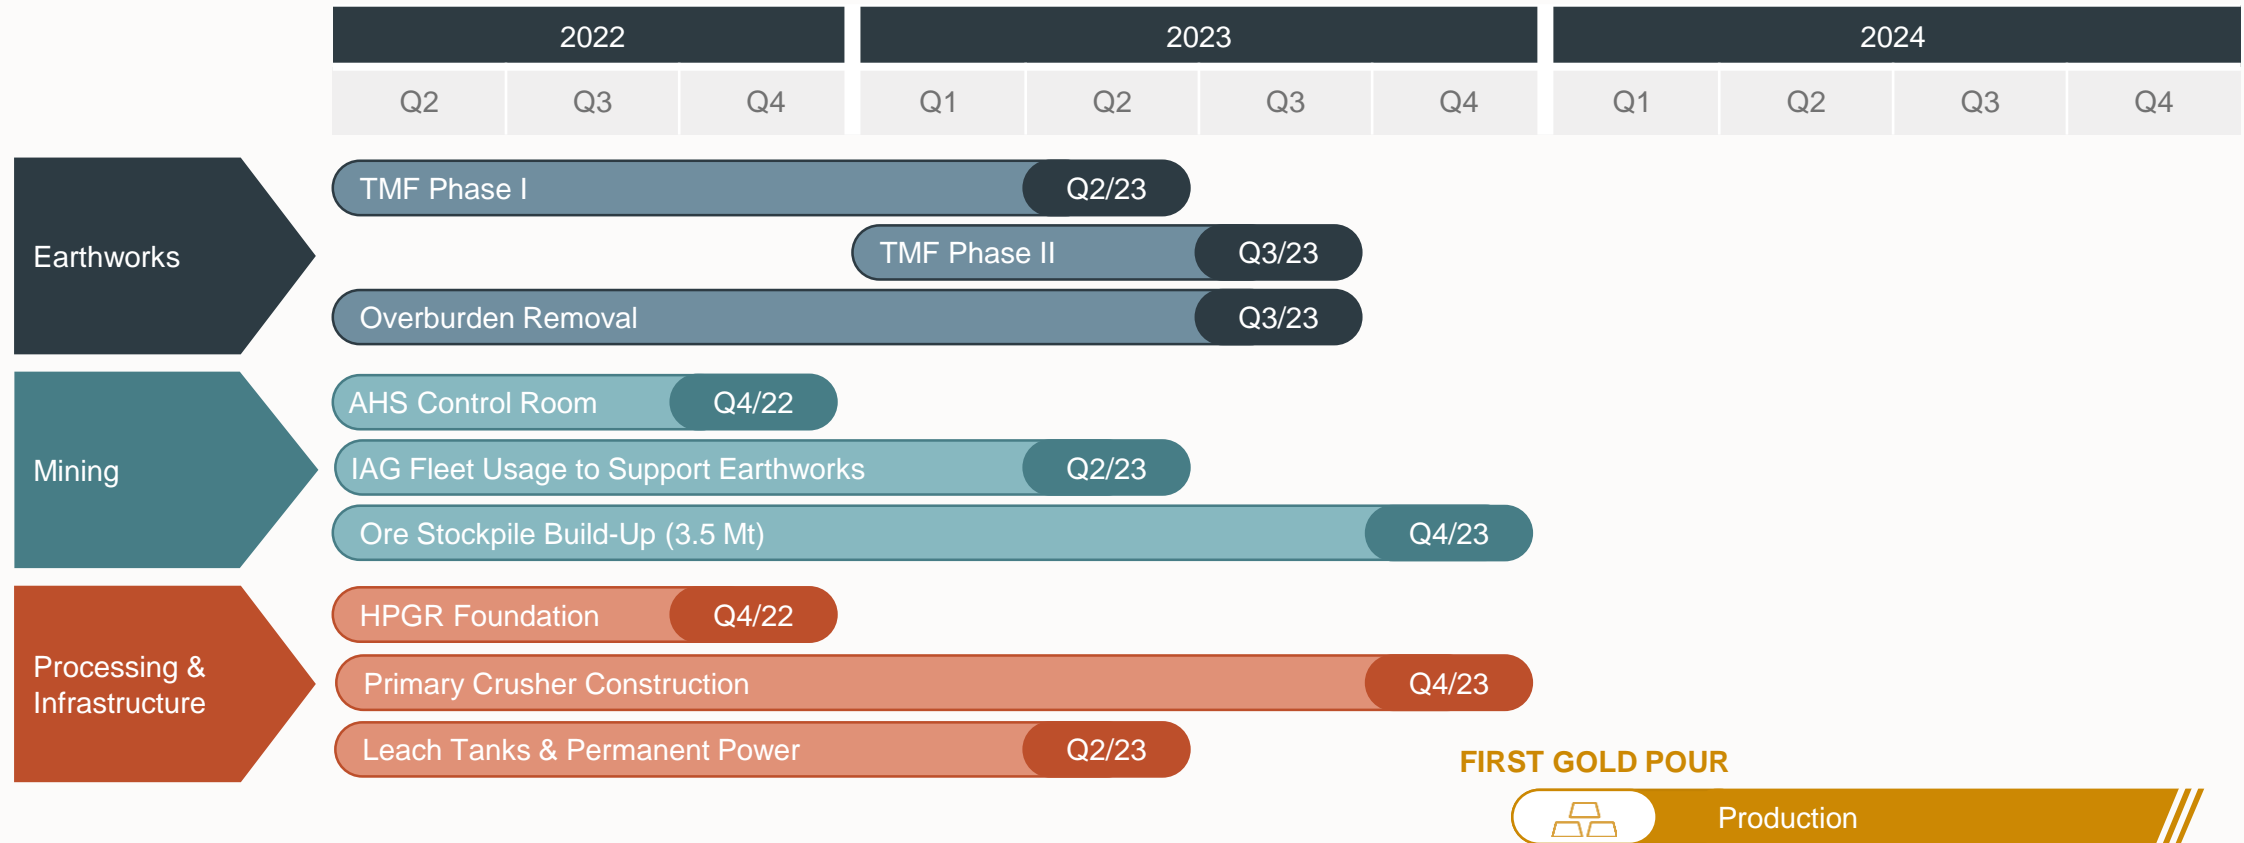 2022 2023 2024
Q2 Q3 Q4 Q1 Q2 Q3 Q4 Q1 Q2 Q3 Q4
Earthworks
TMF Phase I Q2/23
TMF Phase II Q3/23
Overburden Removal Q3/23
Mining
AHS Control Room Q4/22
IAG Fleet Usage to Support Earthworks Q2/23
Ore Stockpile Build-Up (3.5 Mt) Q4/23
Processing &
Infrastructure
HPGR Foundation Q4/22
Primary Crusher Construction Q4/23
Leach Tanks & Permanent Power Q2/23
FIRST GOLD POUR
Production